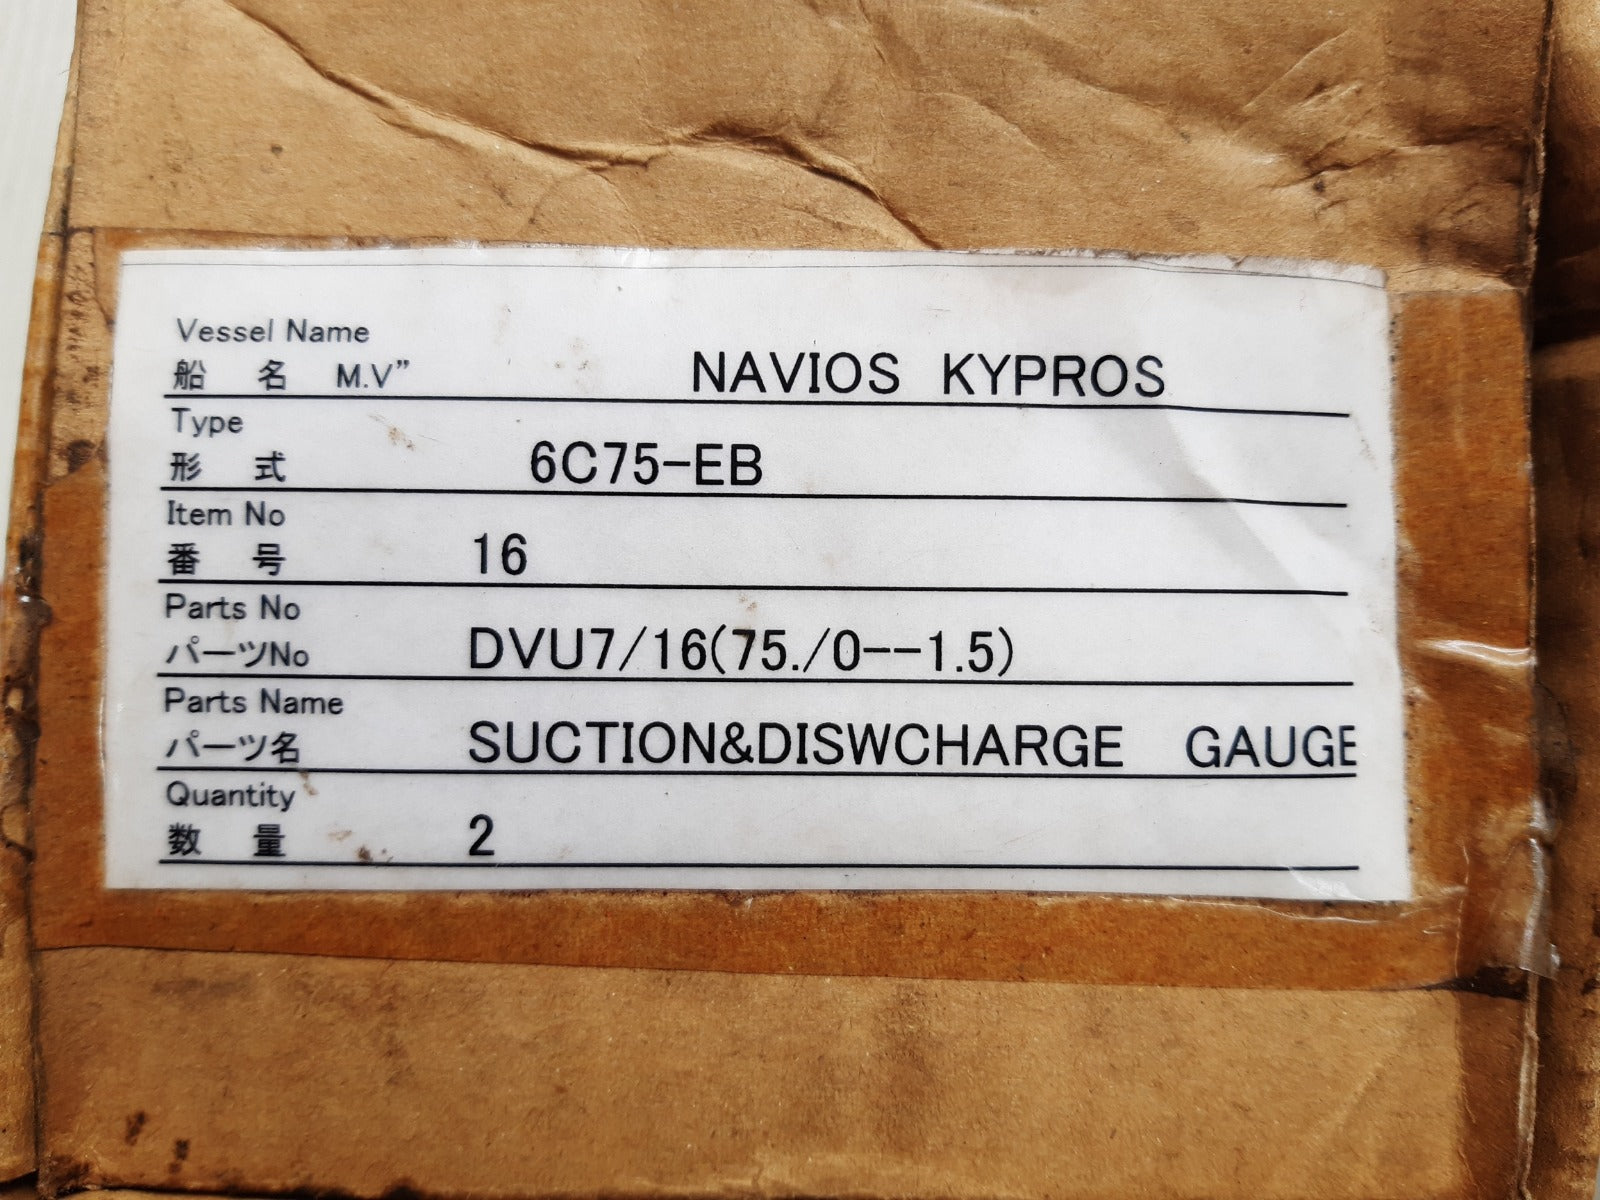 Vessel Name
船 名 M.V" NAVIOS KYPROS
Type
形 式 6C75-EB
Item No
番 号 16
Parts No
パーツNo DVU7/16(75./0--1.5)
Parts Name
パーツ名 SUCTION&DISWCHARGE GAUGE
Quantity
数 量 2